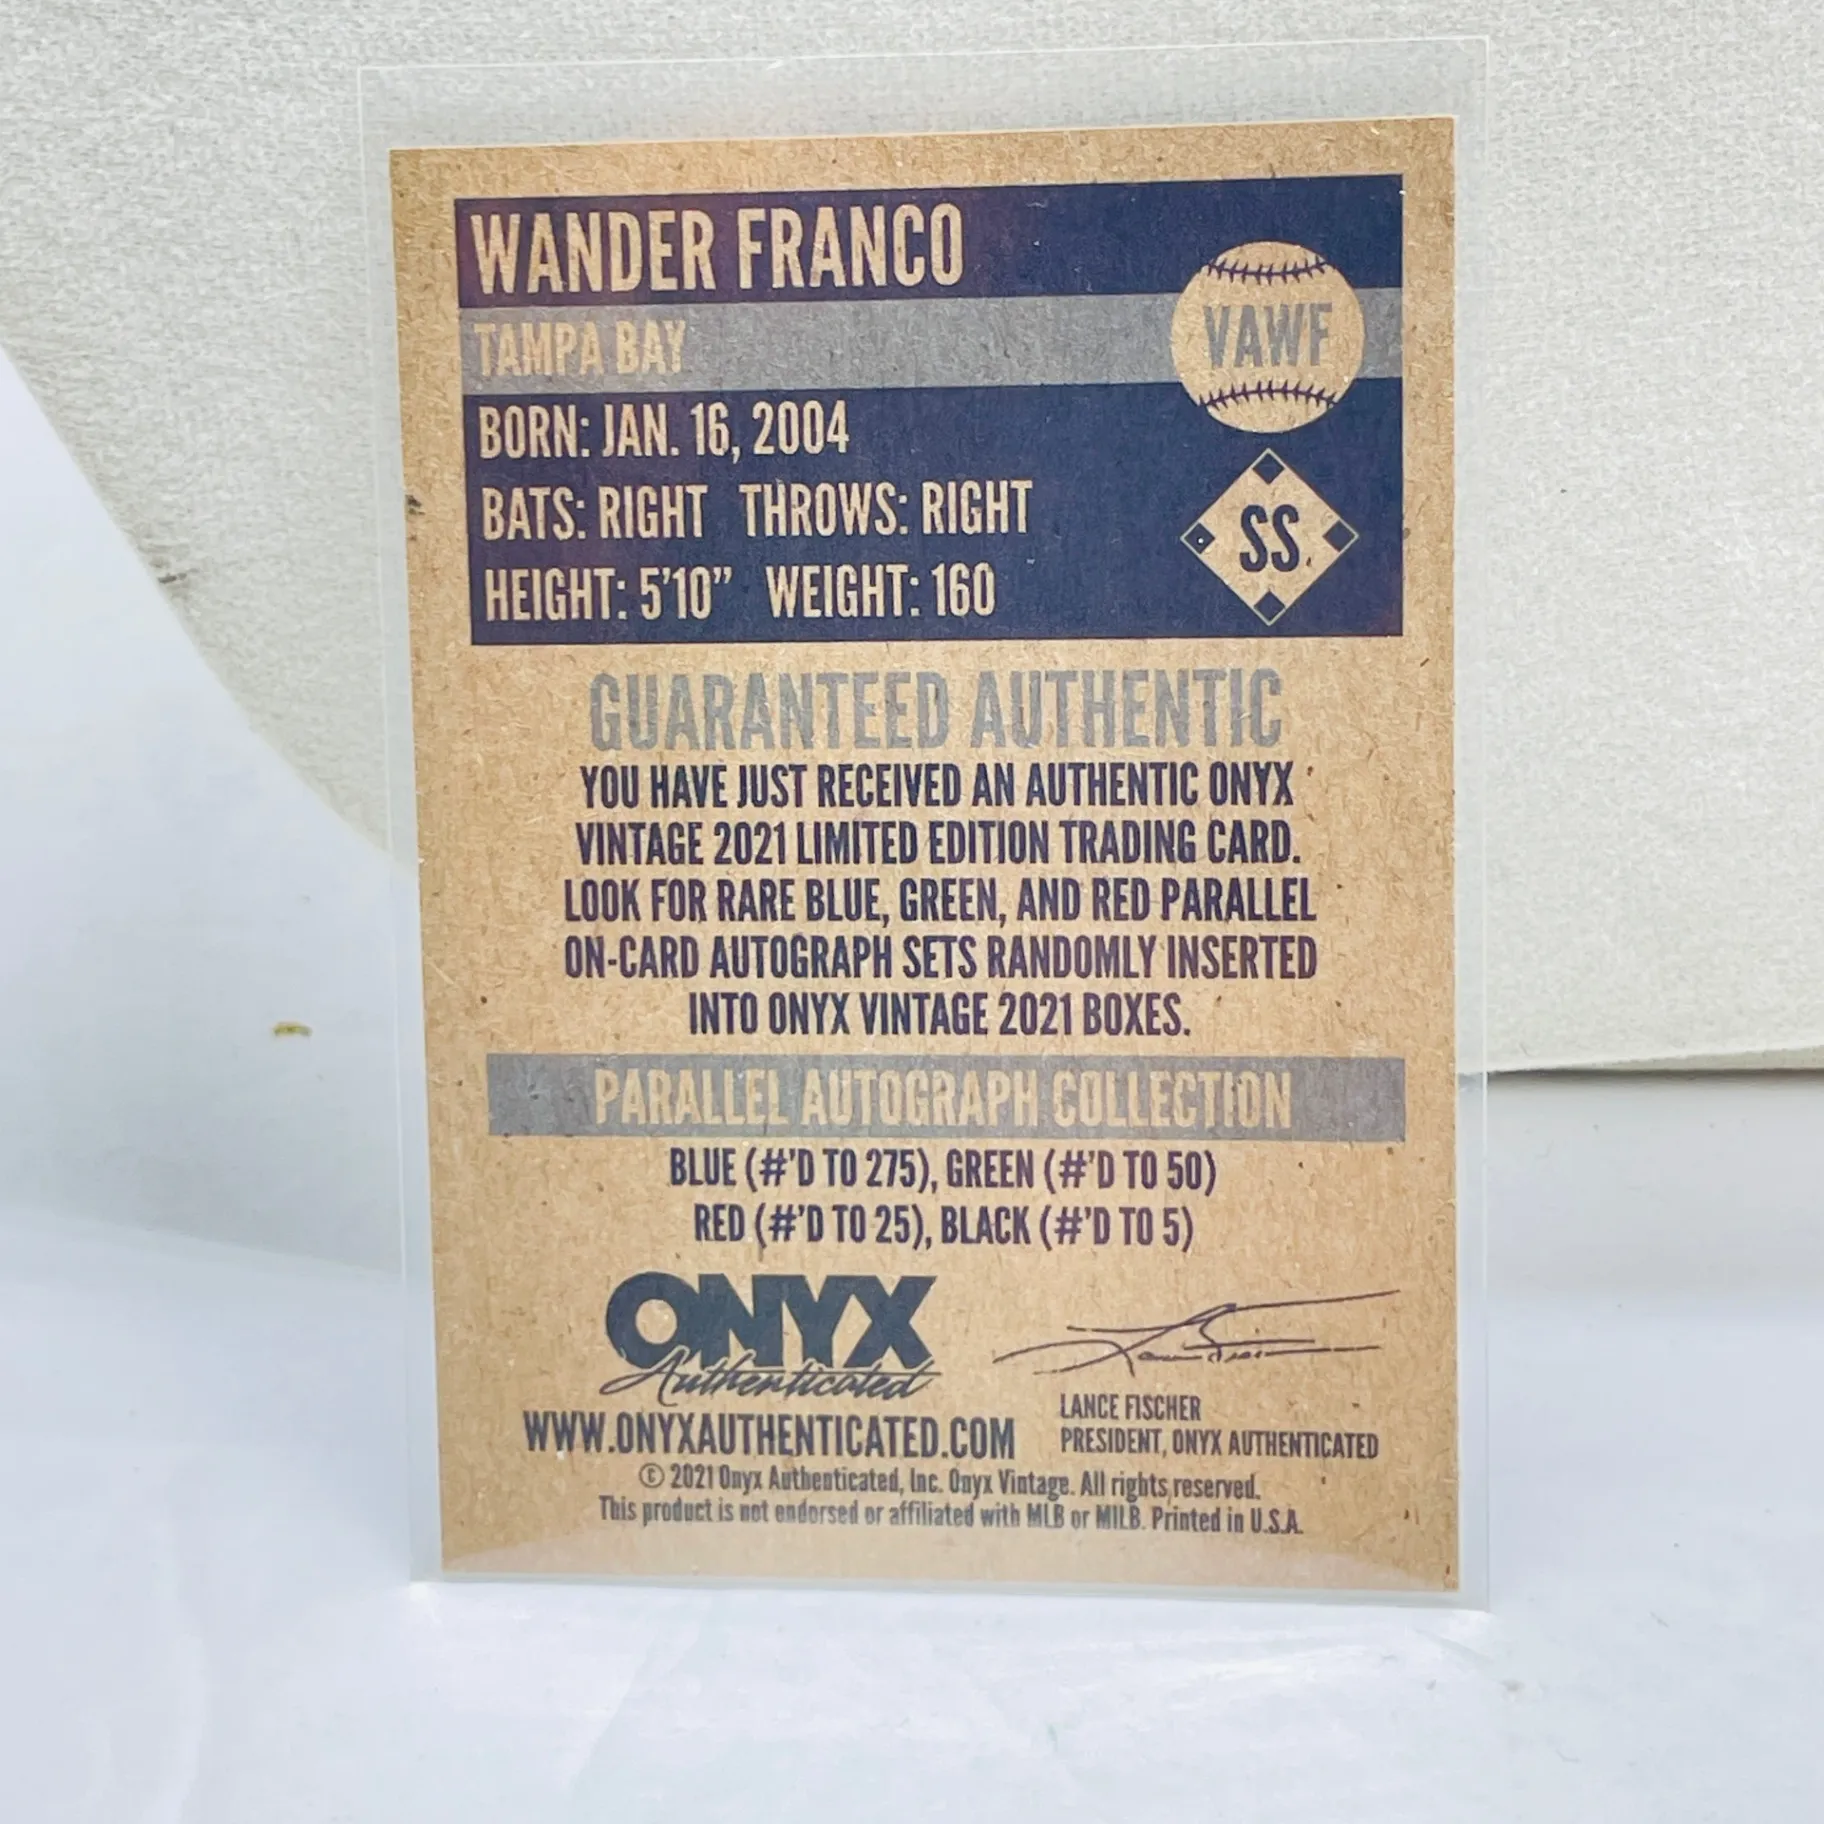 WANDER FRANCO
TAMPA BAY
VAWF
BORN: JAN. 16, 2004
BATS: RIGHT THROWS: RIGHT
SS
HEIGHT: 5'10” WEIGHT: 160
GUARANTEED AUTHENTIC
YOU HAVE JUST RECEIVED AN AUTHENTIC ONYX
VINTAGE 2021 LIMITED EDITION TRADING CARD.
LOOK FOR RARE BLUE, GREEN, AND RED PARALLEL
ON-CARD AUTOGRAPH SETS RANDOMLY INSERTED
INTO ONYX VINTAGE 2021 BOXES.
PARALLEL AUTOGRAPH COLLECTION
BLUE (#'D TO 275), GREEN (#'D TO 50)
RED (#'D TO 25), BLACK (#'D TO 5)
ONYX
Authenticated
WWW.ONYXAUTHENTICATED.COM
LANCE FISCHER
PRESIDENT, ONYX AUTHENTICATED
© 2021 Onyx Authenticated, Inc. Onyx Vintage. All rights reserved.
This product is not endorsed or affiliated with MLB or MILB. Printed in U.S.A.